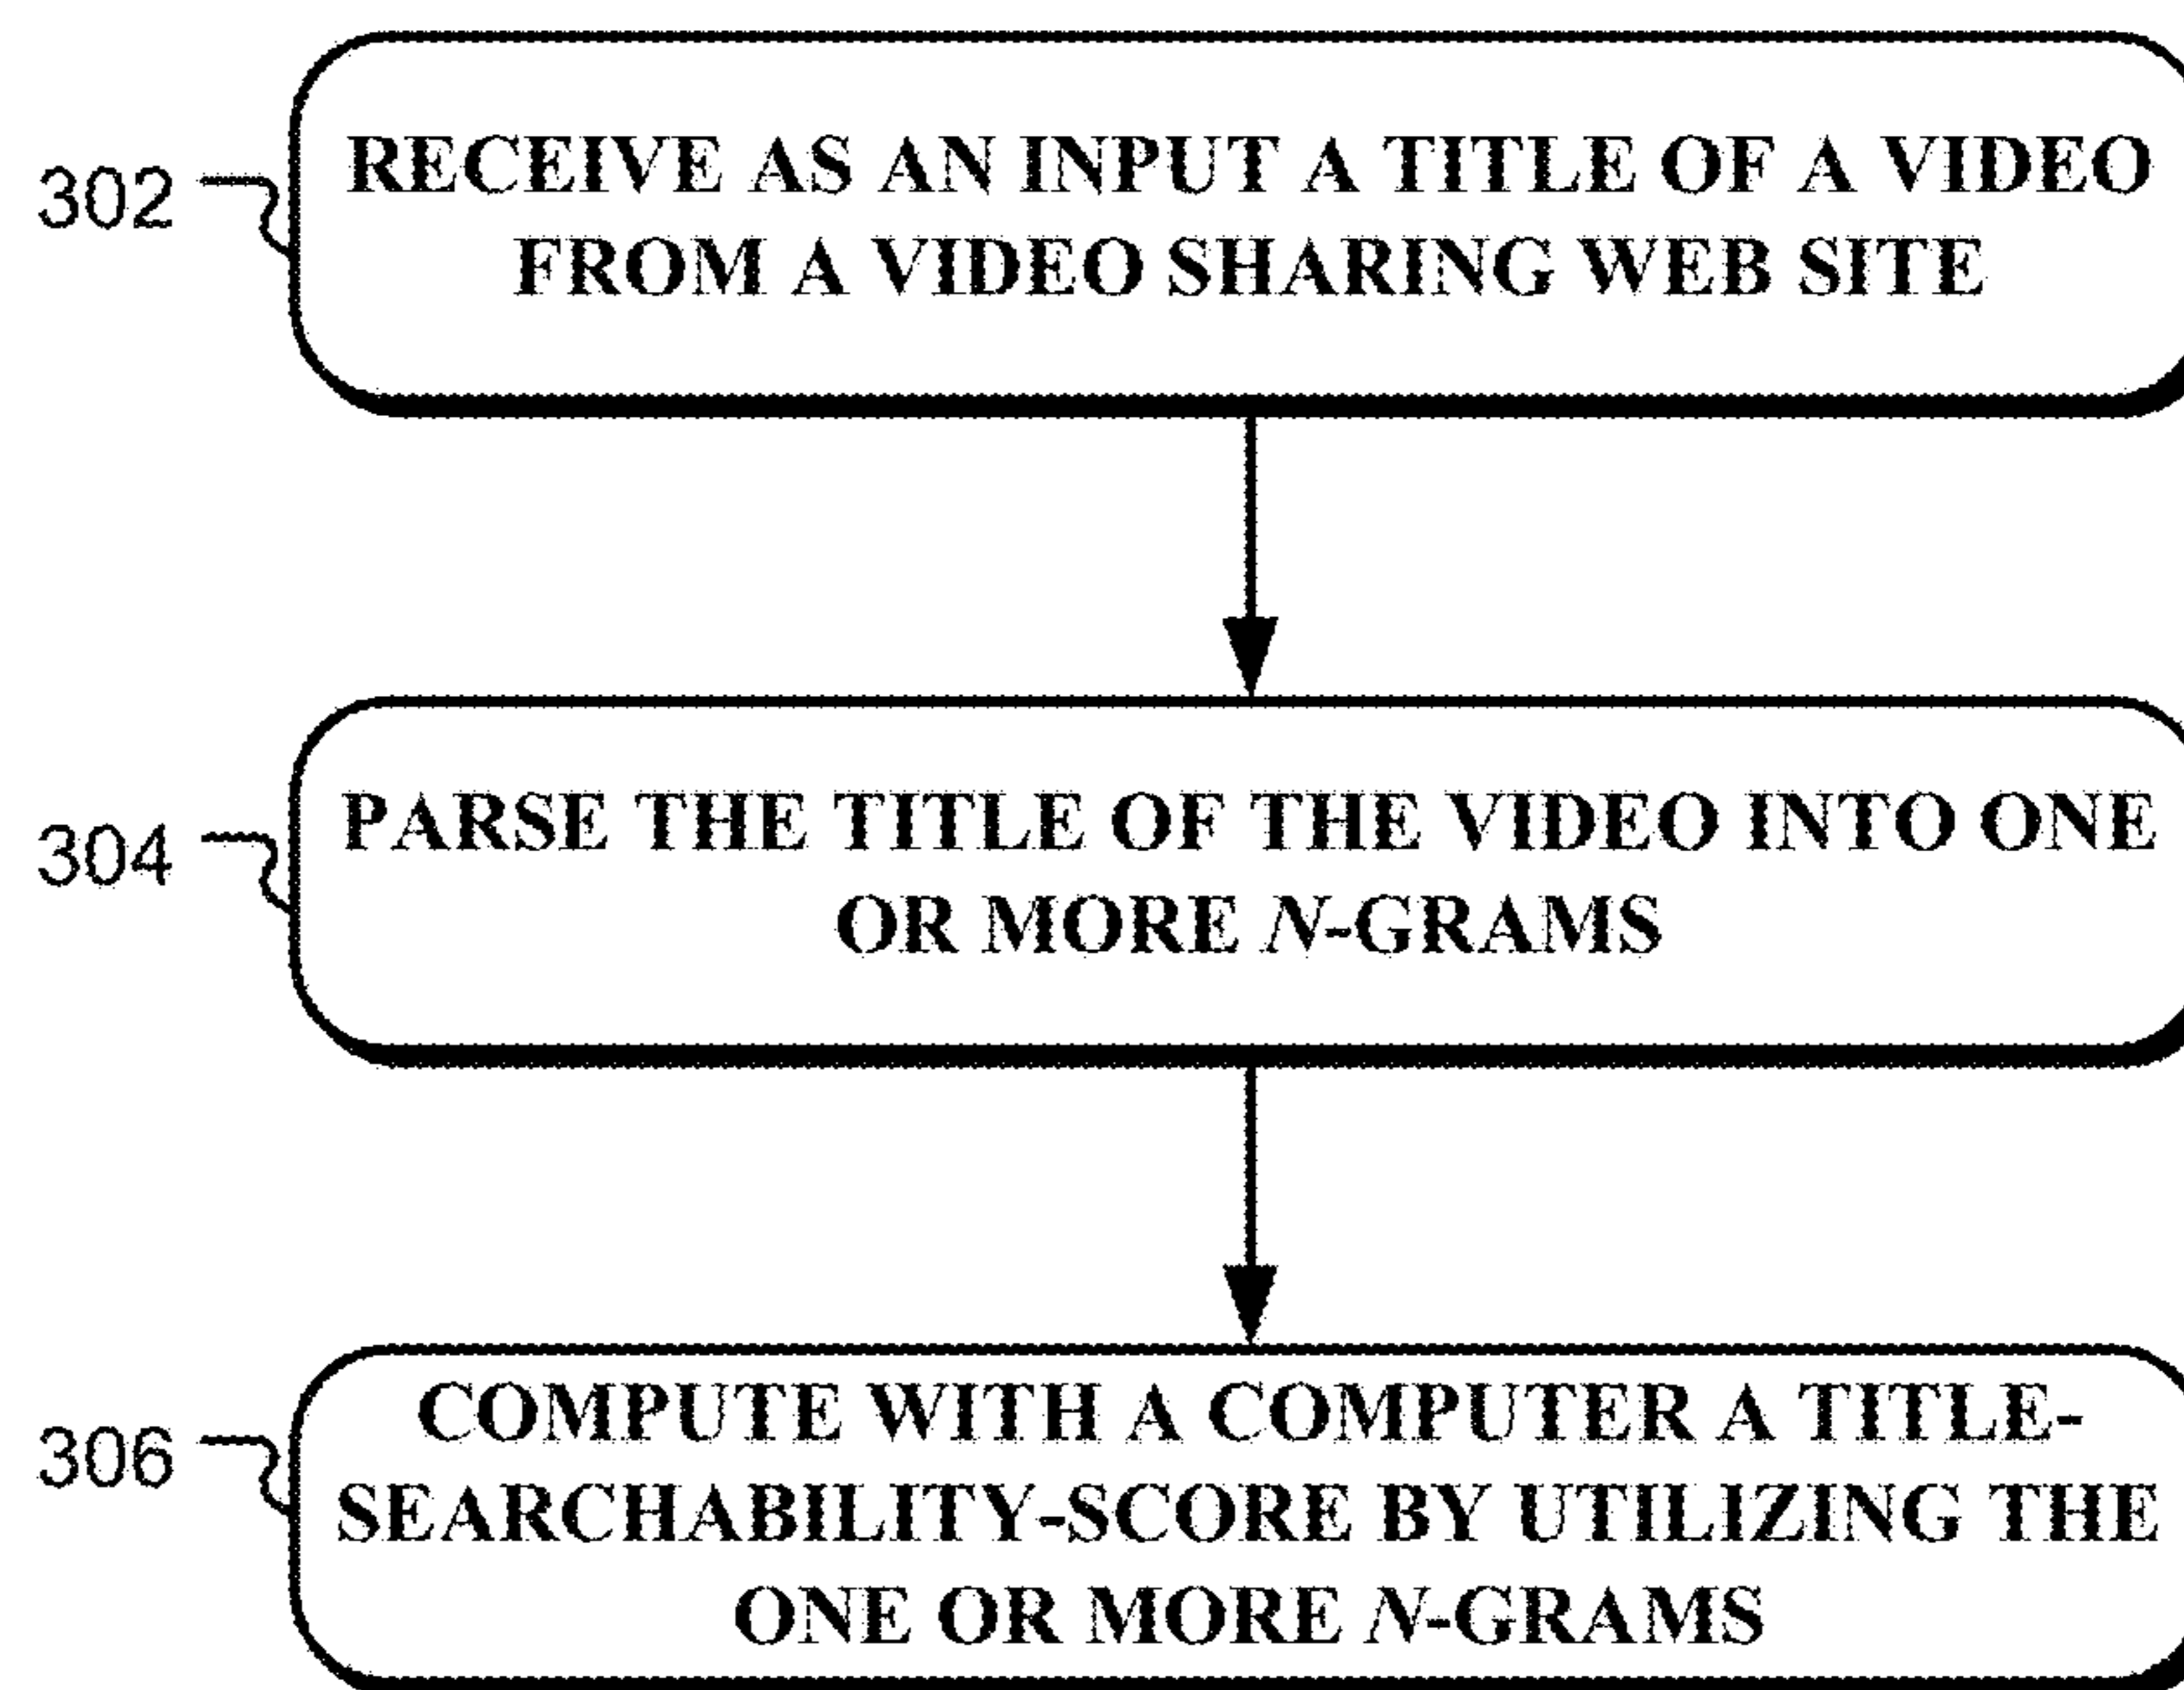 302
RECEIVE AS AN INPUT A TITLE OF A VIDEO
FROM A VIDEO SHARING WEB SITE
304
PARSE THE TITLE OF THE VIDEO INTO ONE
OR MORE N-GRAMS
306
COMPUTE WITH A COMPUTER A TITLE-
SEARCHABILITY-SCORE BY UTILIZING THE
ONE OR MORE N-GRAMS